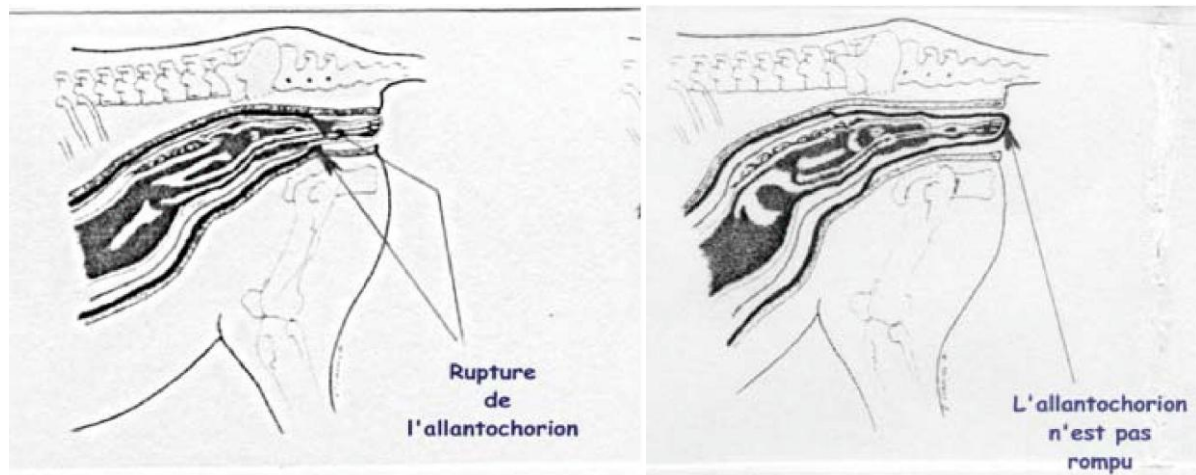 Rupture
de
l'allantochorion
L'allantochorion
n'est pas
rompu